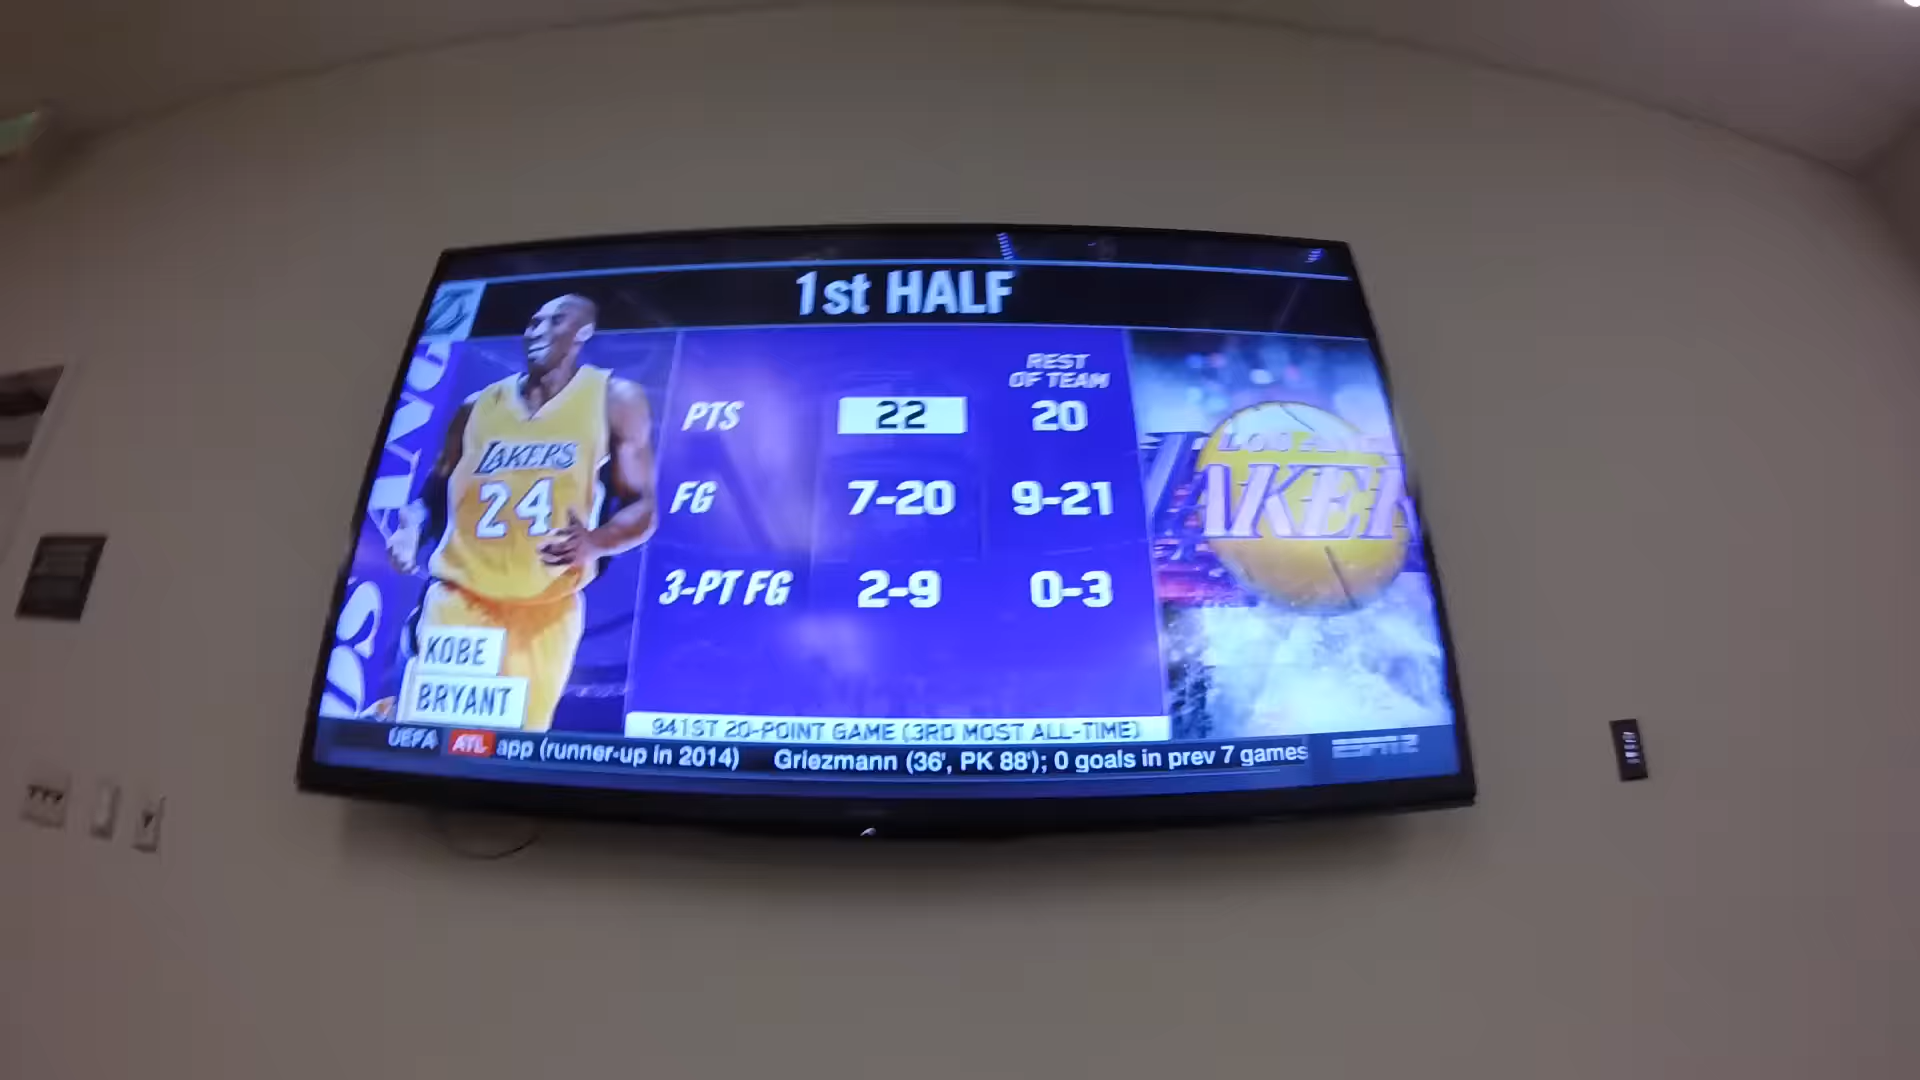 1st HALF
REST
OF TEAM
PTS 22 20
FG 7-20 9-21
3-PT FG 2-9 0-3
LAKERS
24
KOBE
BRYANT
941ST 20-POINT GAME (3RD MOST ALL-TIME)
UEFA ATL app (runner-up in 2014) Griezmann (36', PK 88'); 0 goals in prev 7 games ESPN2